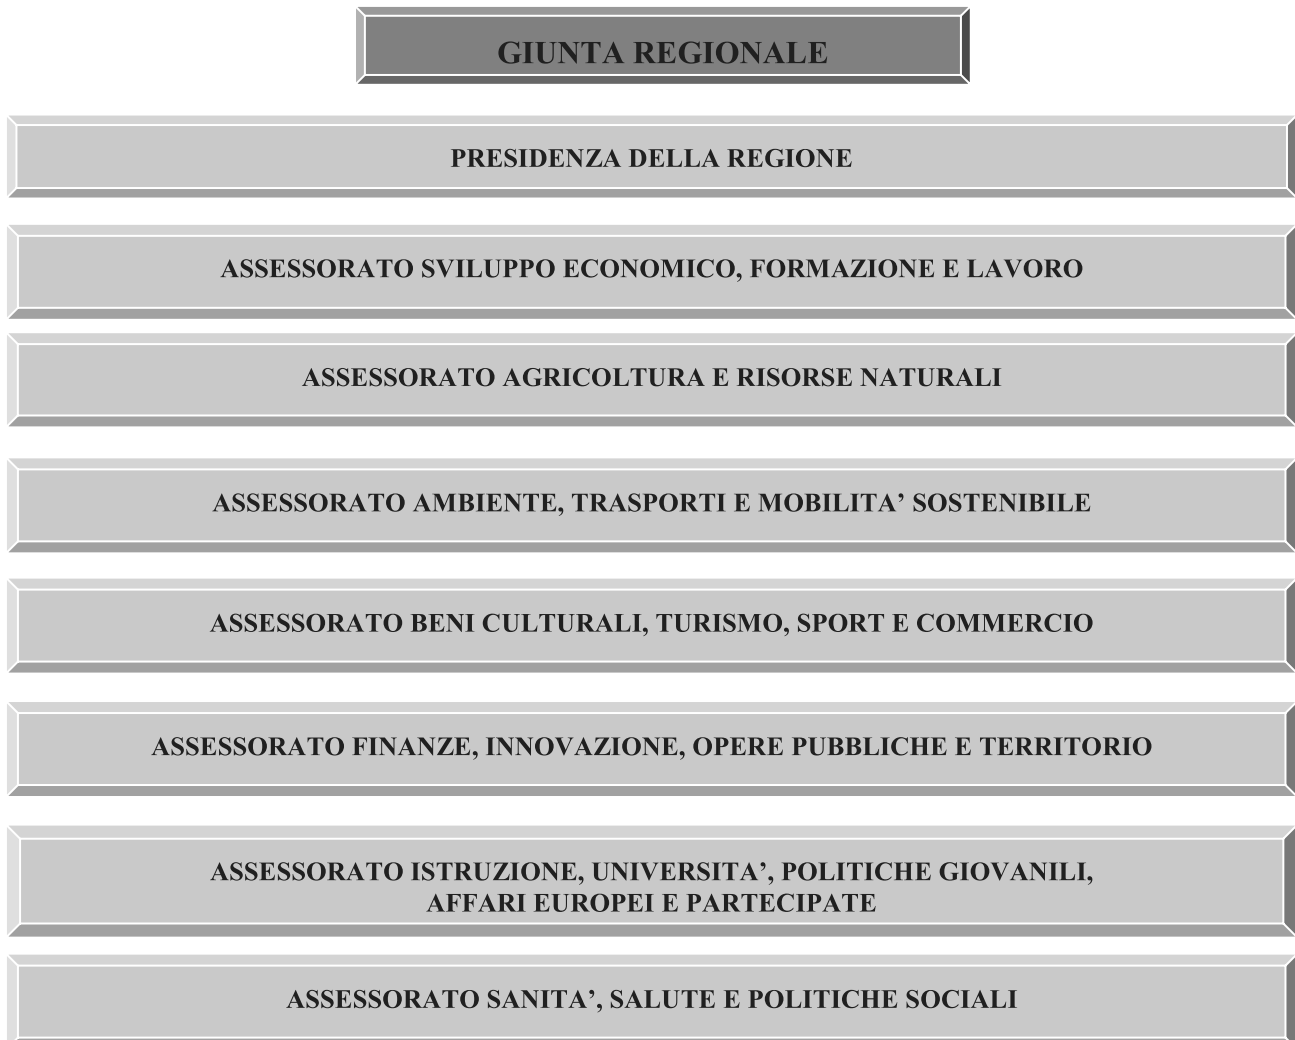 GIUNTA REGIONALE
PRESIDENZA DELLA REGIONE
ASSESSORATO SVILUPPO ECONOMICO, FORMAZIONE E LAVORO
ASSESSORATO AGRICOLTURA E RISORSE NATURALI
ASSESSORATO AMBIENTE, TRASPORTI E MOBILITA’ SOSTENIBILE
ASSESSORATO BENI CULTURALI, TURISMO, SPORT E COMMERCIO
ASSESSORATO FINANZE, INNOVAZIONE, OPERE PUBBLICHE E TERRITORIO
ASSESSORATO ISTRUZIONE, UNIVERSITA’, POLITICHE GIOVANILI,
AFFARI EUROPEI E PARTECIPATE
ASSESSORATO SANITA’, SALUTE E POLITICHE SOCIALI